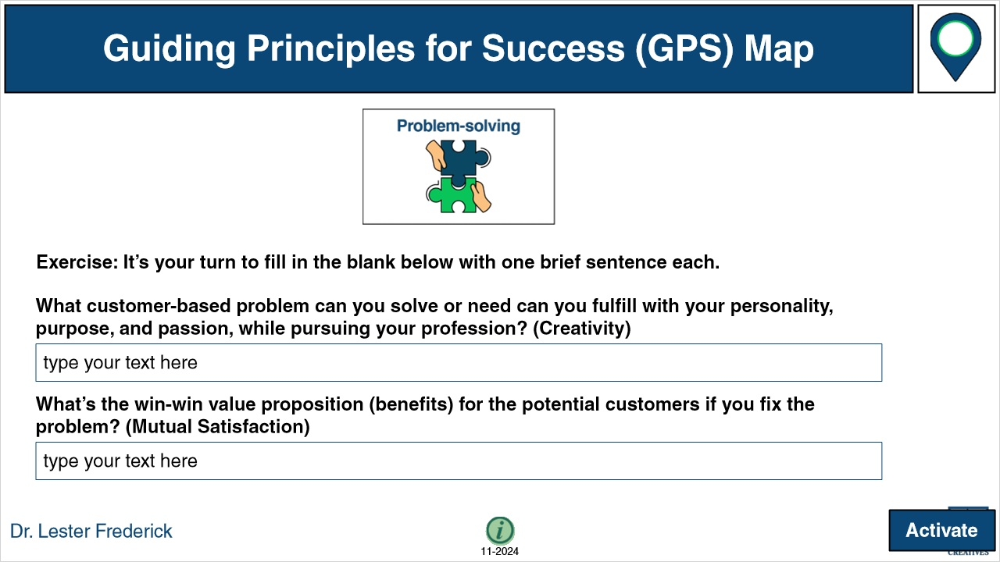 Guiding Principles for Success (GPS) Map
Problem-solving
Exercise: It’s your turn to fill in the blank below with one brief sentence each.
What customer-based problem can you solve or need can you fulfill with your personality,
purpose, and passion, while pursuing your profession? (Creativity)
type your text here
What’s the win-win value proposition (benefits) for the potential customers if you fix the
problem? (Mutual Satisfaction)
type your text here
Dr. Lester Frederick
i
11-2024
Activate
CREATIVES